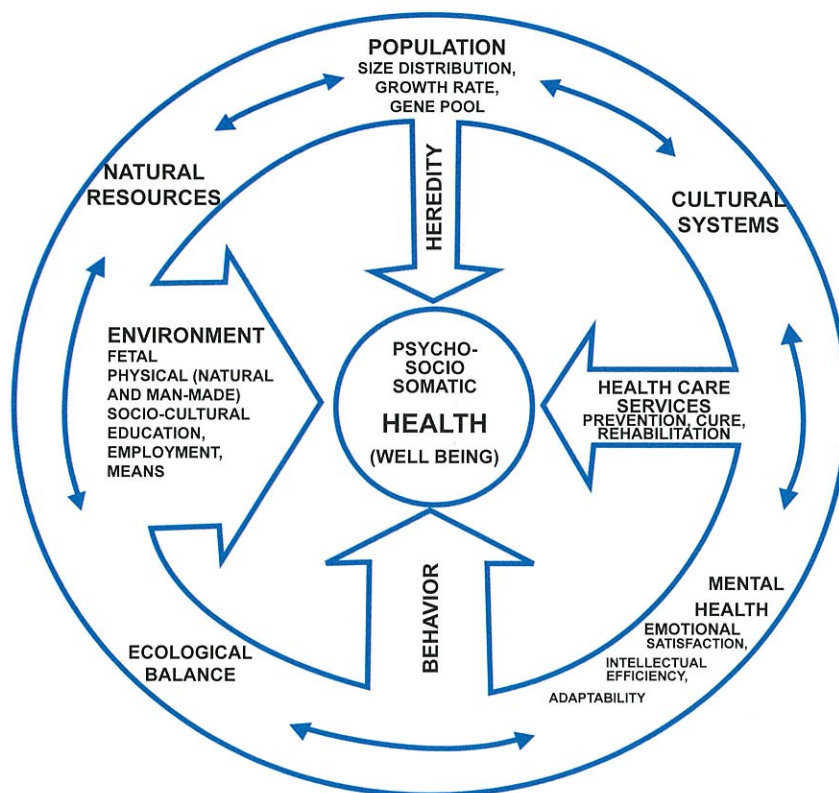 POPULATION
SIZE DISTRIBUTION,
GROWTH RATE,
GENE POOL
HEREDITY
NATURAL
RESOURCES
CULTURAL
SYSTEMS
ENVIRONMENT
FETAL
PHYSICAL (NATURAL
AND MAN-MADE)
SOCIO-CULTURAL
EDUCATION,
EMPLOYMENT,
MEANS
PSYCHO-
SOCIO
SOMATIC
HEALTH
(WELL BEING)
HEALTH CARE
SERVICES
PREVENTION, CURE,
REHABILITATION
BEHAVIOR
ECOLOGICAL
BALANCE
MENTAL
HEALTH
EMOTIONAL
SATISFACTION,
INTELLECTUAL
EFFICIENCY,
ADAPTABILITY